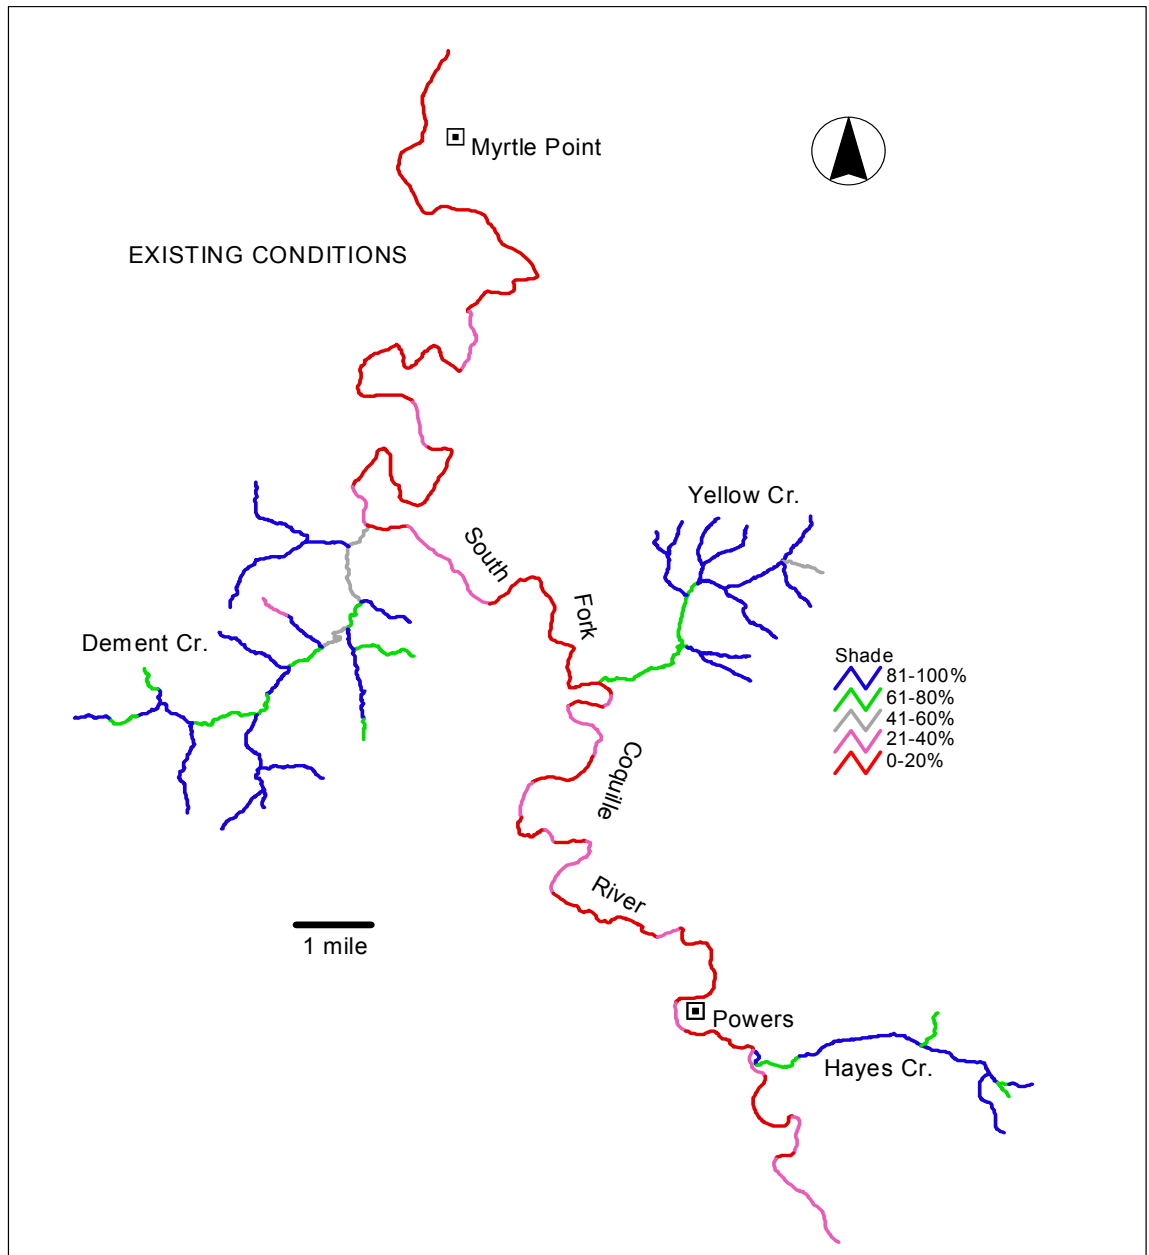 Myrtle Point
EXISTING CONDITIONS
Yellow Cr.
South
Fork
Dement Cr.
Shade
81-100%
61-80%
41-60%
21-40%
0-20%
Coquille
River
1 mile
Powers
Hayes Cr.